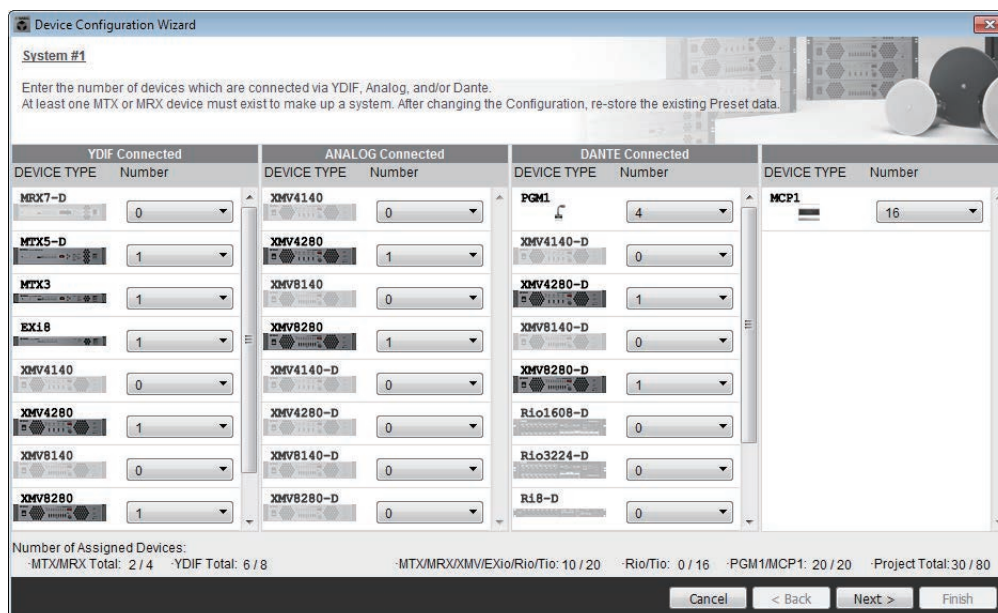 Device Configuration Wizard
System #1
Enter the number of devices which are connected via YDIF, Analog, and/or Dante.
At least one MTX or MRX device must exist to make up a system. After changing the Configuration, re-store the existing Preset data.
YDIF Connected
DEVICE TYPE Number
MRX7-D
0
MTX5-D
1
MTX3
1
EXi8
1
XMV4140
0
XMV4280
1
XMV8140
0
XMV8280
1
ANALOG Connected
DEVICE TYPE Number
XMV4140
0
XMV4280
1
XMV8140
0
XMV8280
1
XMV4140-D
0
XMV4280-D
0
XMV8140-D
0
XMV8280-D
0
DANTE Connected
DEVICE TYPE Number
PGM1
4
XMV4140-D
0
XMV4280-D
1
XMV8140-D
0
XMV8280-D
1
Rio1608-D
0
Rio3224-D
0
Ri8-D
0
DEVICE TYPE Number
MCP1
16
Number of Assigned Devices:
·MTX/MRX Total: 2 / 4 ·YDIF Total: 6 / 8 ·MTX/MRX/XMV/EXio/Rio/Tio: 10 / 20 ·Rio/Tio: 0 / 16 ·PGM1/MCP1: 20 / 20 ·Project Total: 30 / 80
Cancel < Back Next > Finish